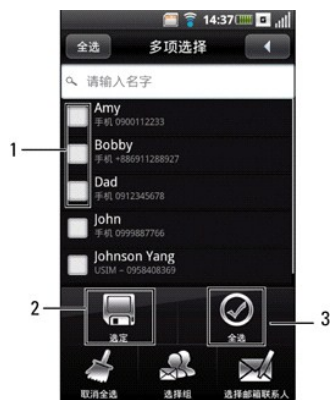 14:37
全选 多项选择
请输入名字
Amy
手机 0900112233
Bobby
手机 +886911288927
Dad
手机 0912345678
John
手机 0999887766
Johnson Yang
USIM – 0958408369
1
2
3
选定 全选
取消全选 选择组 选择邮箱联系人